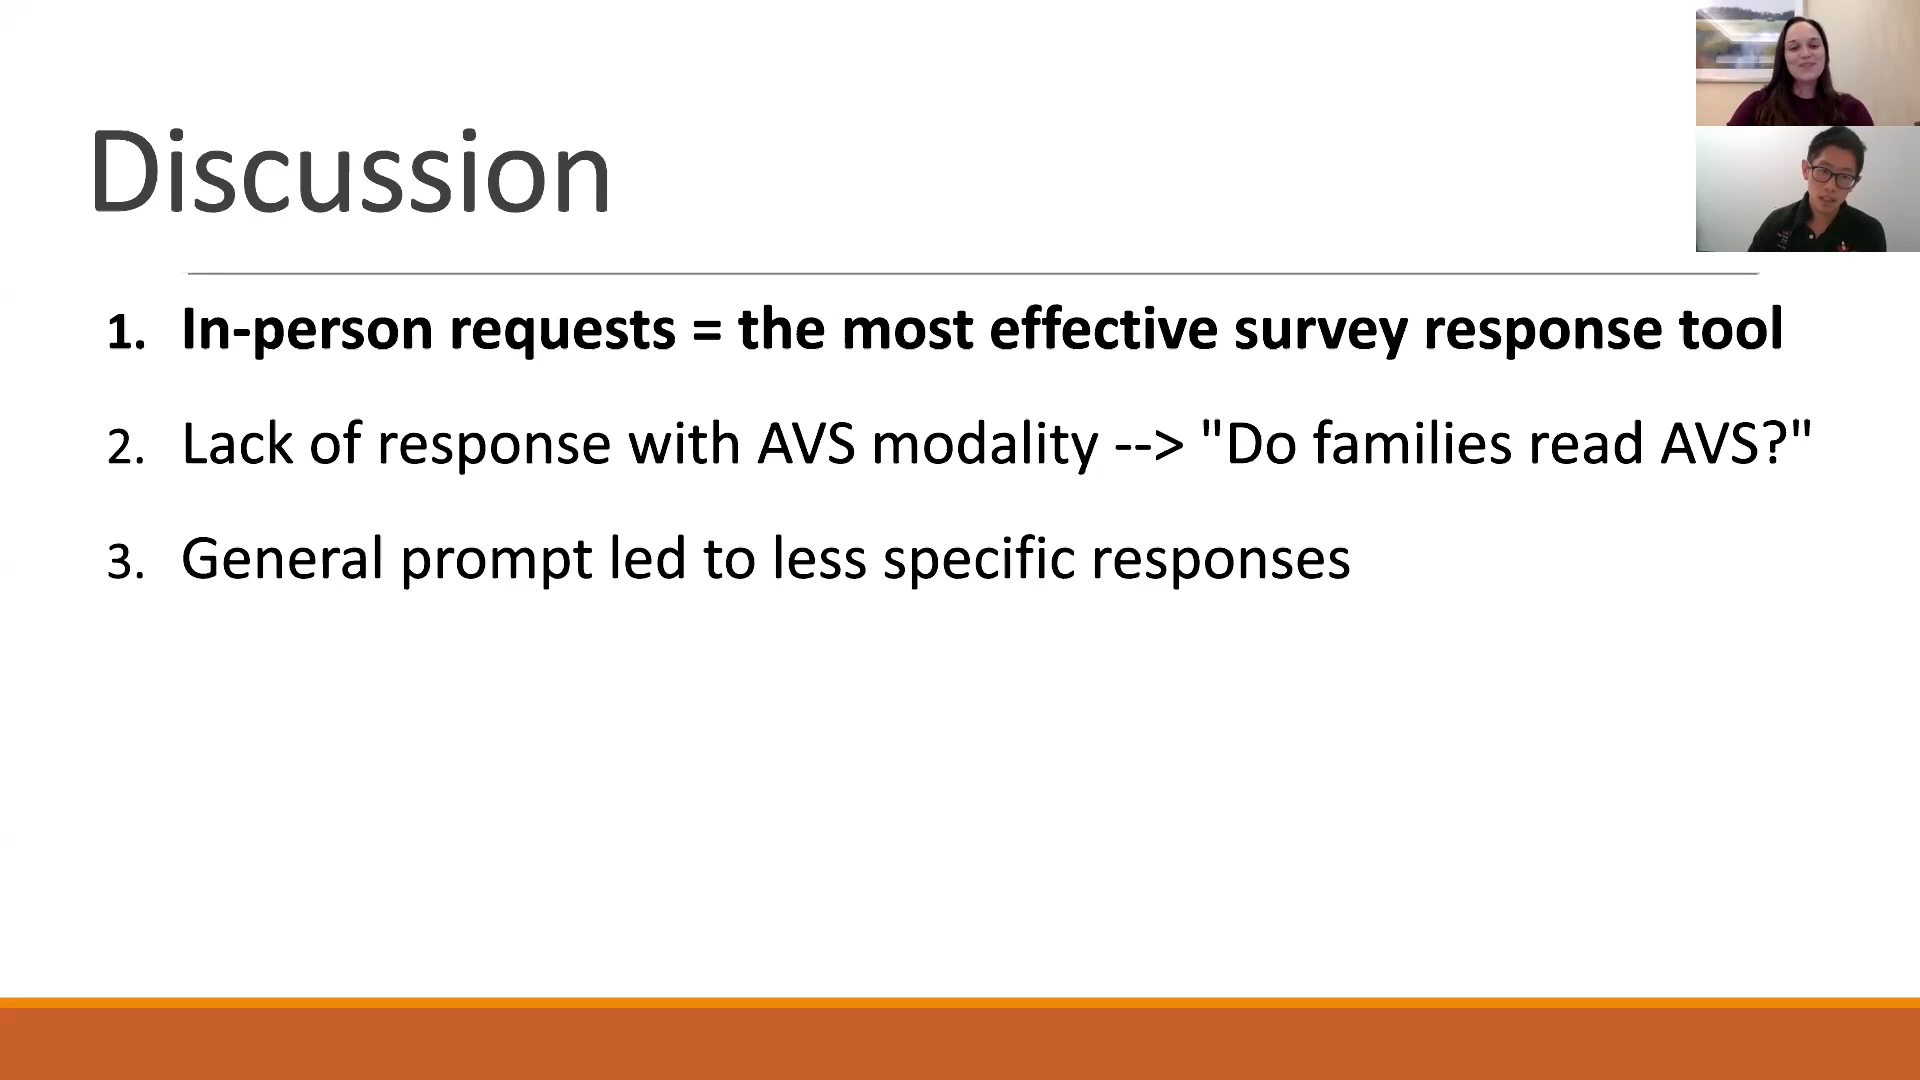 Discussion
1. In-person requests = the most effective survey response tool
2. Lack of response with AVS modality --> "Do families read AVS?"
3. General prompt led to less specific responses